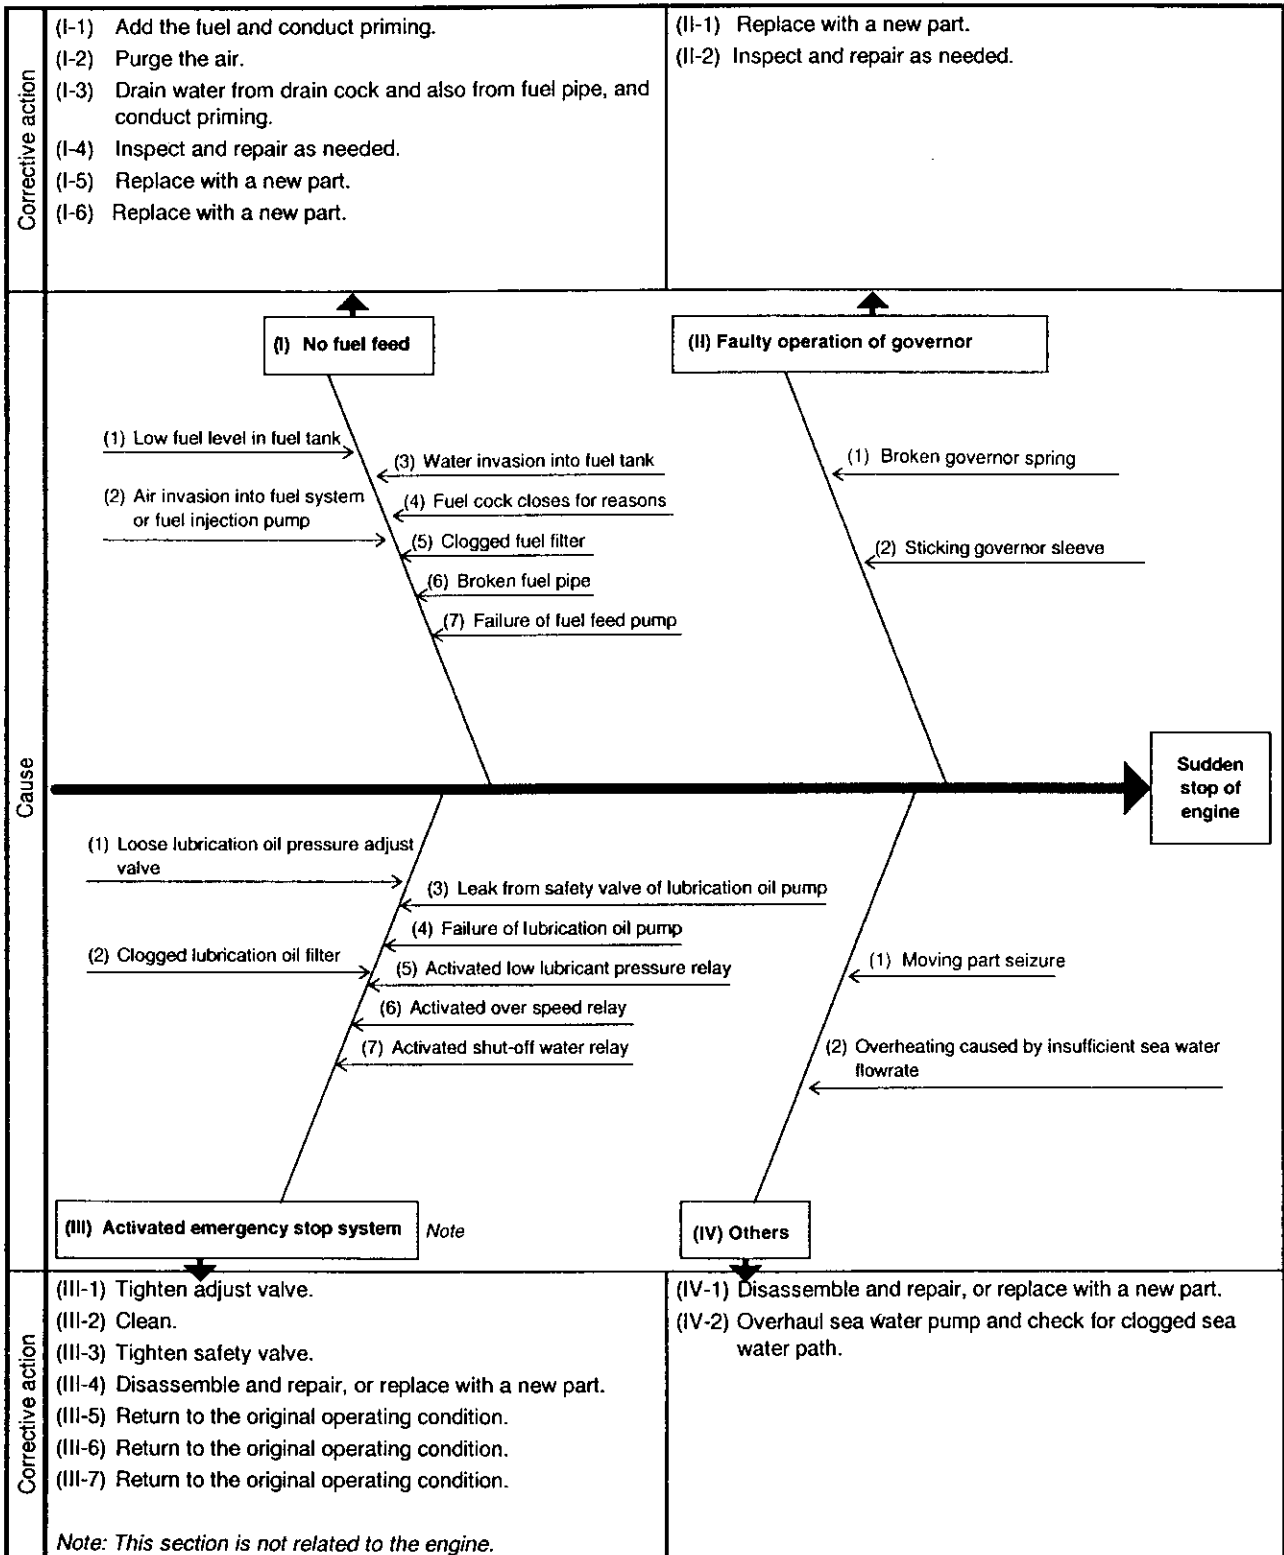 Corrective action
(I-1) Add the fuel and conduct priming.
(I-2) Purge the air.
(I-3) Drain water from drain cock and also from fuel pipe, and
conduct priming.
(I-4) Inspect and repair as needed.
(I-5) Replace with a new part.
(I-6) Replace with a new part.
(II-1) Replace with a new part.
(II-2) Inspect and repair as needed.
Cause
(I) No fuel feed
(II) Faulty operation of governor
(1) Low fuel level in fuel tank
(2) Air invasion into fuel system
or fuel injection pump
(3) Water invasion into fuel tank
(4) Fuel cock closes for reasons
(5) Clogged fuel filter
(6) Broken fuel pipe
(7) Failure of fuel feed pump
(1) Broken governor spring
(2) Sticking governor sleeve
Sudden
stop of
engine
(1) Loose lubrication oil pressure adjust
valve
(2) Clogged lubrication oil filter
(3) Leak from safety valve of lubrication oil pump
(4) Failure of lubrication oil pump
(5) Activated low lubricant pressure relay
(6) Activated over speed relay
(7) Activated shut-off water relay
(1) Moving part seizure
(2) Overheating caused by insufficient sea water
flowrate
(III) Activated emergency stop system Note
(IV) Others
Corrective action
(III-1) Tighten adjust valve.
(III-2) Clean.
(III-3) Tighten safety valve.
(III-4) Disassemble and repair, or replace with a new part.
(III-5) Return to the original operating condition.
(III-6) Return to the original operating condition.
(III-7) Return to the original operating condition.
Note: This section is not related to the engine.
(IV-1) Disassemble and repair, or replace with a new part.
(IV-2) Overhaul sea water pump and check for clogged sea
water path.